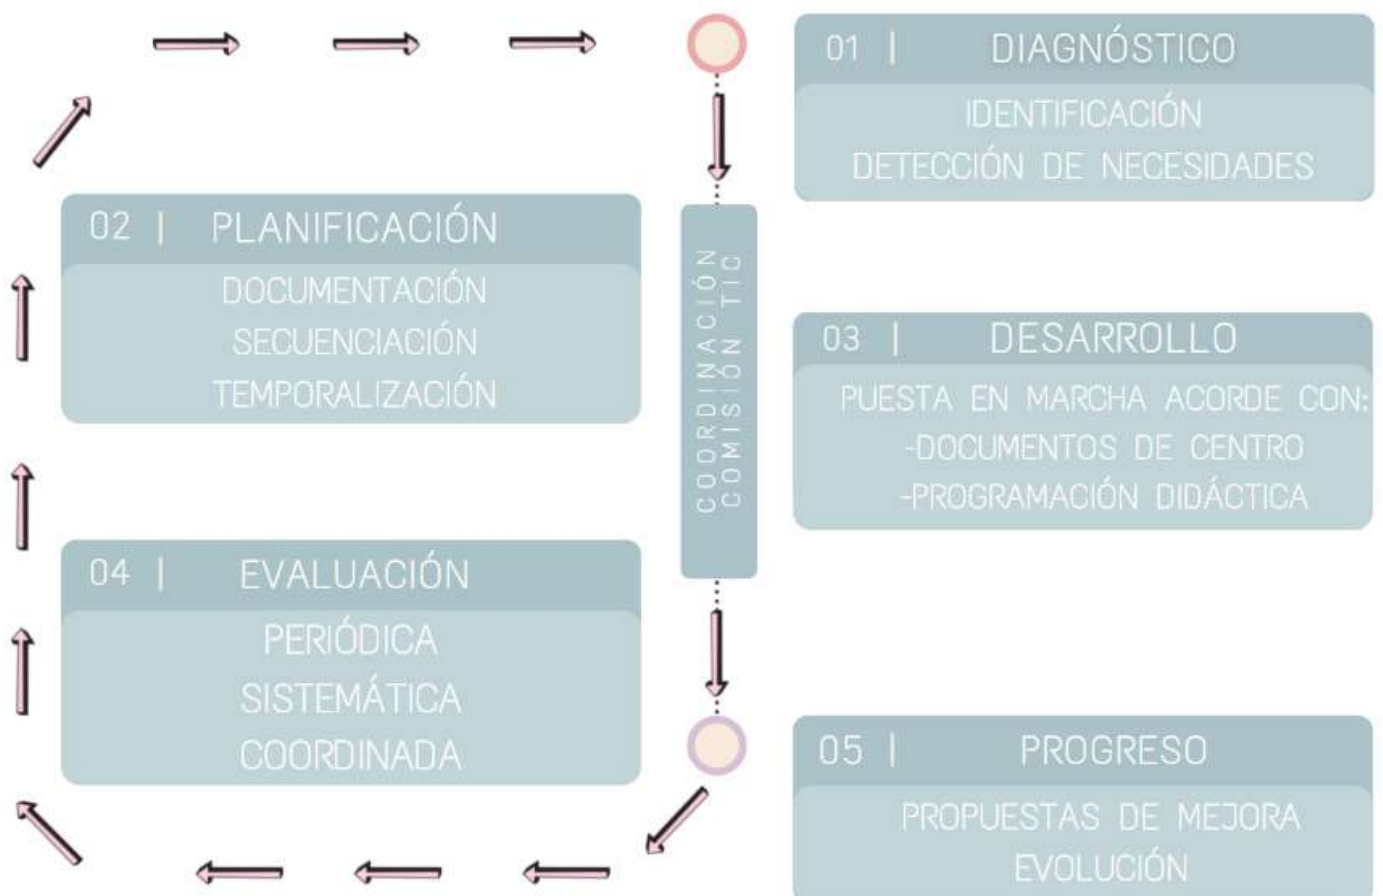 01 | DIAGNÓSTICO
IDENTIFICACIÓN
DETECCIÓN DE NECESIDADES
02 | PLANIFICACIÓN
DOCUMENTACIÓN
SECUENCIACIÓN
TEMPORALIZACIÓN
COORDINACIÓN
COMISIÓN TIC
03 | DESARROLLO
PUESTA EN MARCHA ACORDE CON:
-DOCUMENTOS DE CENTRO
-PROGRAMACIÓN DIDÁCTICA
04 | EVALUACIÓN
PERIÓDICA
SISTEMÁTICA
COORDINADA
05 | PROGRESO
PROPUESTAS DE MEJORA
EVOLUCIÓN